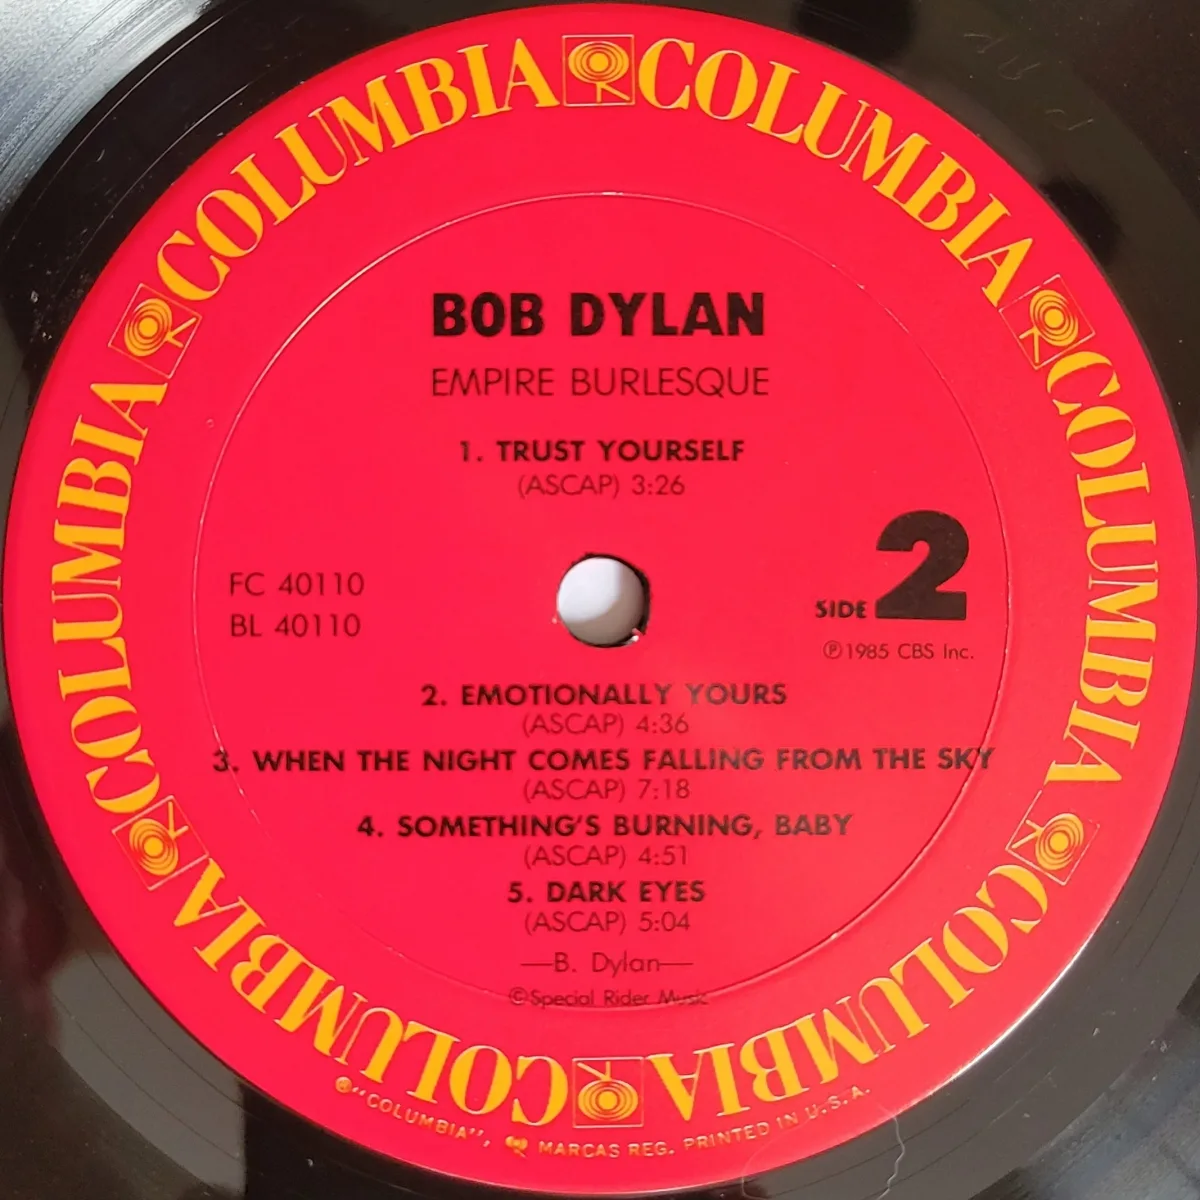 COLUMBIA COLUMBIA COLUMBIA COLUMBIA COLUMBIA COLUMBIA
BOB DYLAN
EMPIRE BURLESQUE
1. TRUST YOURSELF
(ASCAP) 3:26
FC 40110
BL 40110
SIDE 2
℗1985 CBS Inc.
2. EMOTIONALLY YOURS
(ASCAP) 4:36
3. WHEN THE NIGHT COMES FALLING FROM THE SKY
(ASCAP) 7:18
4. SOMETHING'S BURNING, BABY
(ASCAP) 4:51
5. DARK EYES
(ASCAP) 5:04
—B. Dylan—
©Special Rider Music
®"COLUMBIA", MARCAS REG. PRINTED IN U.S.A.